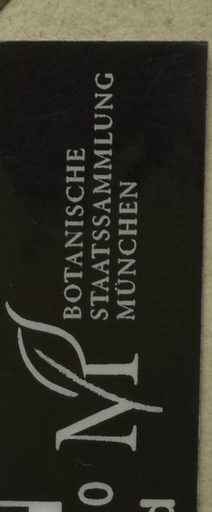 BOTANISCHE
STAATSSAMMLUNG
MÜNCHEN
M